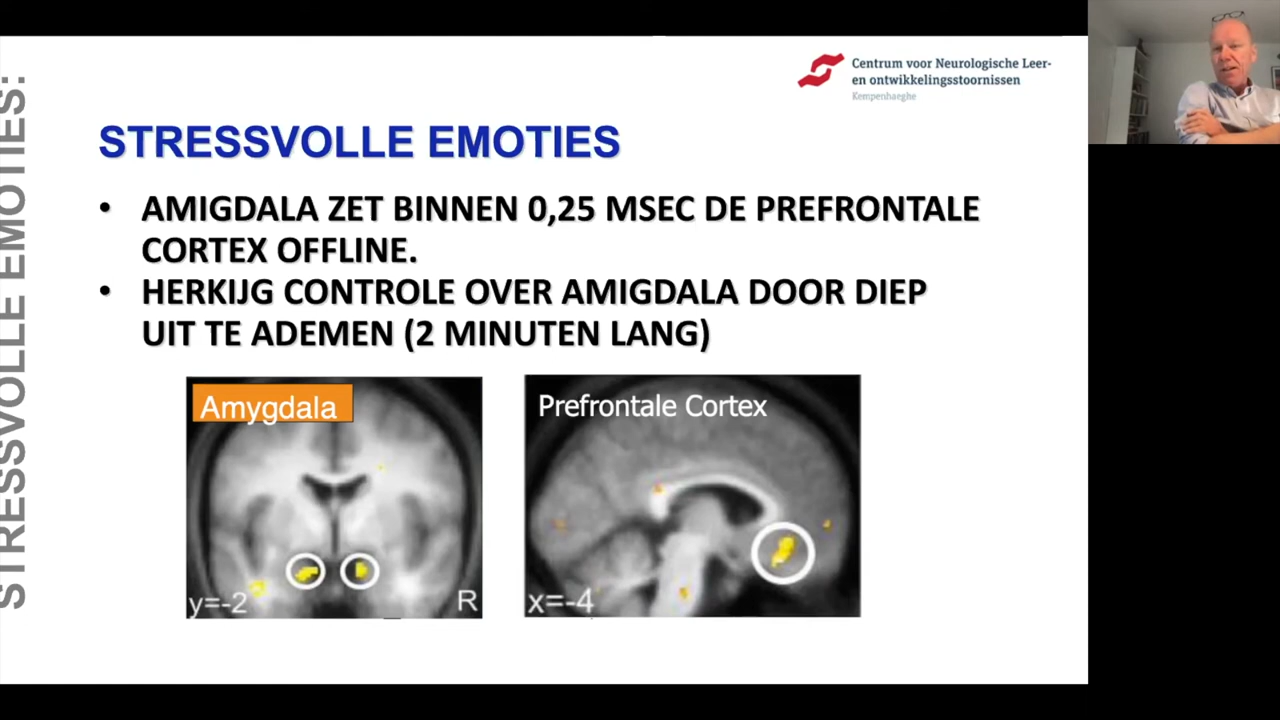 STRESSVOLLE EMOTIES:
Centrum voor Neurologische Leer-
en ontwikkelingsstoornissen
Kempenhaeghe
STRESSVOLLE EMOTIES
• AMIGDALA ZET BINNEN 0,25 MSEC DE PREFRONTALE
CORTEX OFFLINE.
• HERKIJG CONTROLE OVER AMIGDALA DOOR DIEP
UIT TE ADEMEN (2 MINUTEN LANG)
Amygdala
y=-2
R
Prefrontale Cortex
x=-4